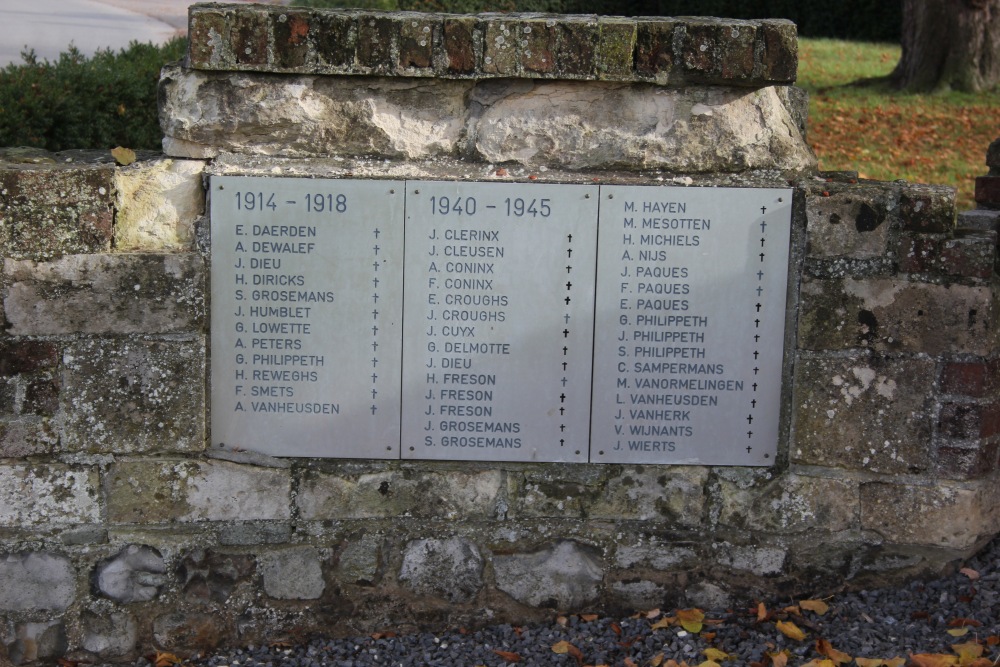 1914 - 1918
E. DAERDEN †
A. DEWALEF †
J. DIEU †
H. DIRICKS †
S. GROSEMANS †
J. HUMBLET †
G. LOWETTE †
A. PETERS †
G. PHILIPPETH †
H. REWEGHS †
F. SMETS †
A. VANHEUSDEN †
1940 - 1945
J. CLERINX †
J. CLEUSEN †
A. CONINX †
F. CONINX †
E. CROUGHS †
J. CROUGHS †
J. CUYX †
G. DELMOTTE †
J. DIEU †
H. FRESON †
J. FRESON †
J. FRESON †
J. GROSEMANS †
S. GROSEMANS †
M. HAYEN †
M. MESOTTEN †
H. MICHIELS †
A. NIJS †
J. PAQUES †
F. PAQUES †
E. PAQUES †
G. PHILIPPETH †
J. PHILIPPETH †
S. PHILIPPETH †
C. SAMPERMANS †
M. VANORMELINGEN †
L. VANHEUSDEN †
J. VANHERK †
V. WIJNANTS †
J. WIERTS †